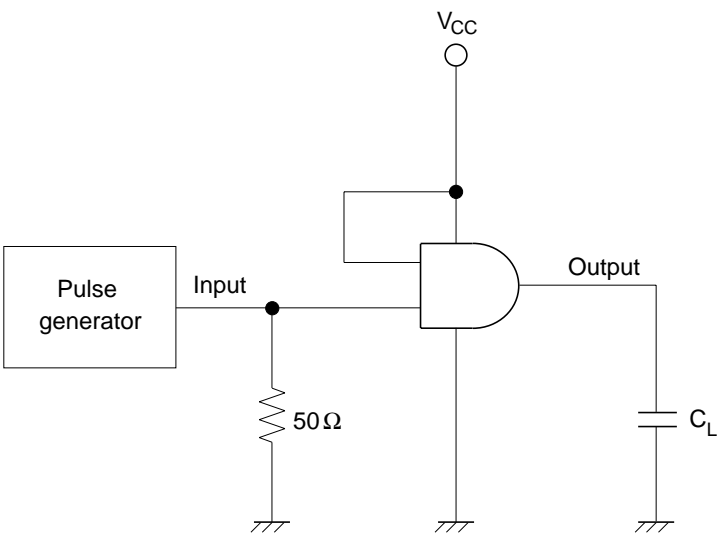 VCC
Pulse
generator
Input
Output
50Ω
CL